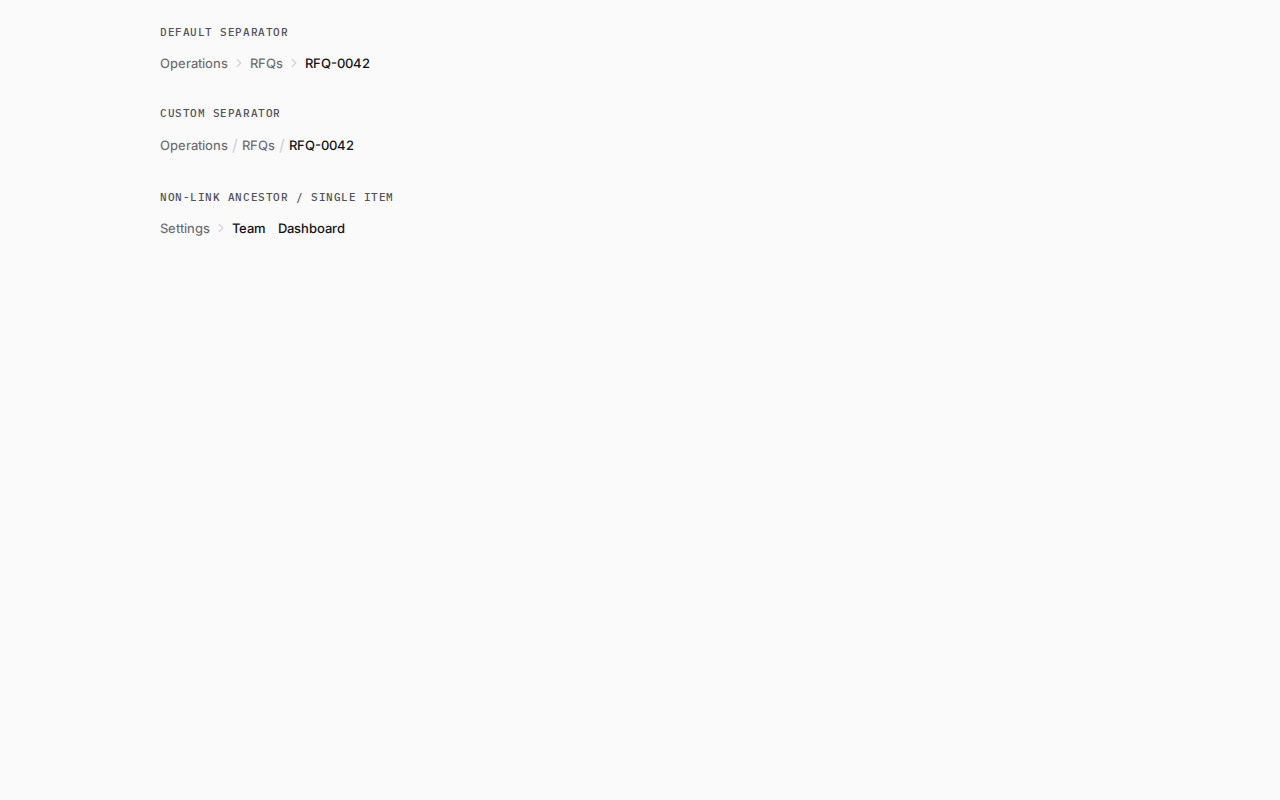 DEFAULT SEPARATOR
Operations > RFQs > RFQ-0042
CUSTOM SEPARATOR
Operations / RFQs / RFQ-0042
NON-LINK ANCESTOR / SINGLE ITEM
Settings > Team Dashboard